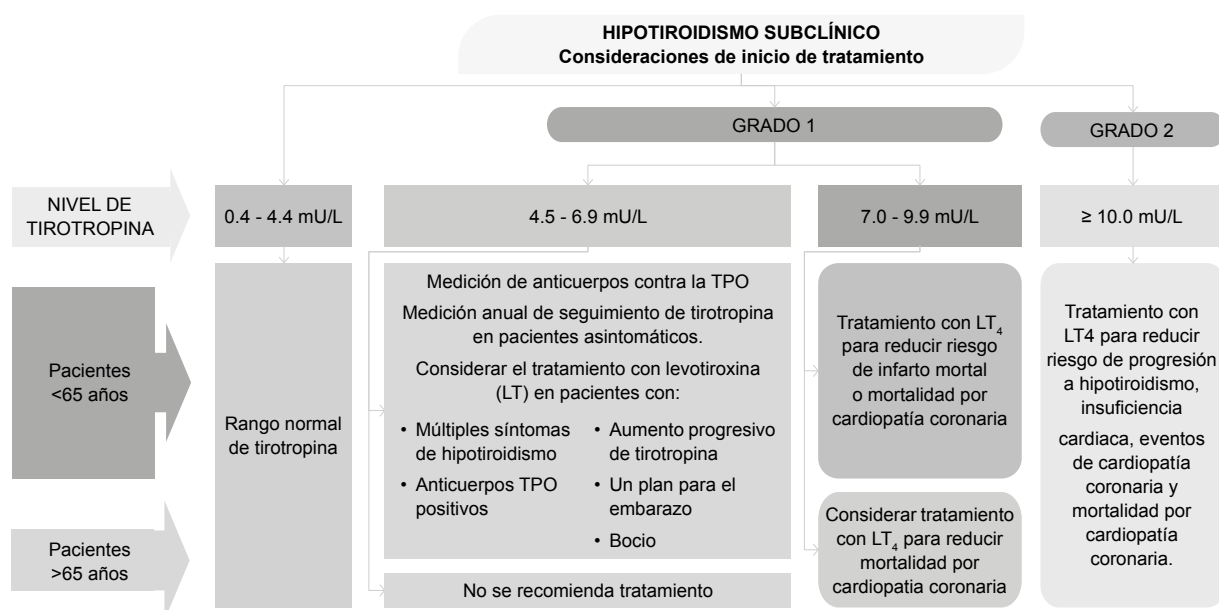 HIPOTIROIDISMO SUBCLÍNICO
Consideraciones de inicio de tratamiento
GRADO 1
GRADO 2
NIVEL DE
TIROTROPINA
0.4 - 4.4 mU/L
4.5 - 6.9 mU/L
7.0 - 9.9 mU/L
≥ 10.0 mU/L
Pacientes
<65 años
Rango normal
de tirotropina
Medición de anticuerpos contra la TPO
Medición anual de seguimiento de tirotropina
en pacientes asintomáticos.
Considerar el tratamiento con levotiroxina
(LT) en pacientes con:
• Múltiples síntomas
de hipotiroidismo
• Anticuerpos TPO
positivos
• Aumento progresivo
de tirotropina
• Un plan para el
embarazo
• Bocio
Tratamiento con LT₄
para reducir riesgo
de infarto mortal
o mortalidad por
cardiopatía coronaria
Tratamiento con
LT4 para reducir
riesgo de progresión
a hipotiroidismo,
insuficiencia
cardiaca, eventos
de cardiopatía
coronaria y
mortalidad por
cardiopatía
coronaria.
Pacientes
>65 años
No se recomienda tratamiento
Considerar tratamiento
con LT₄ para reducir
mortalidad por
cardiopatia coronaria